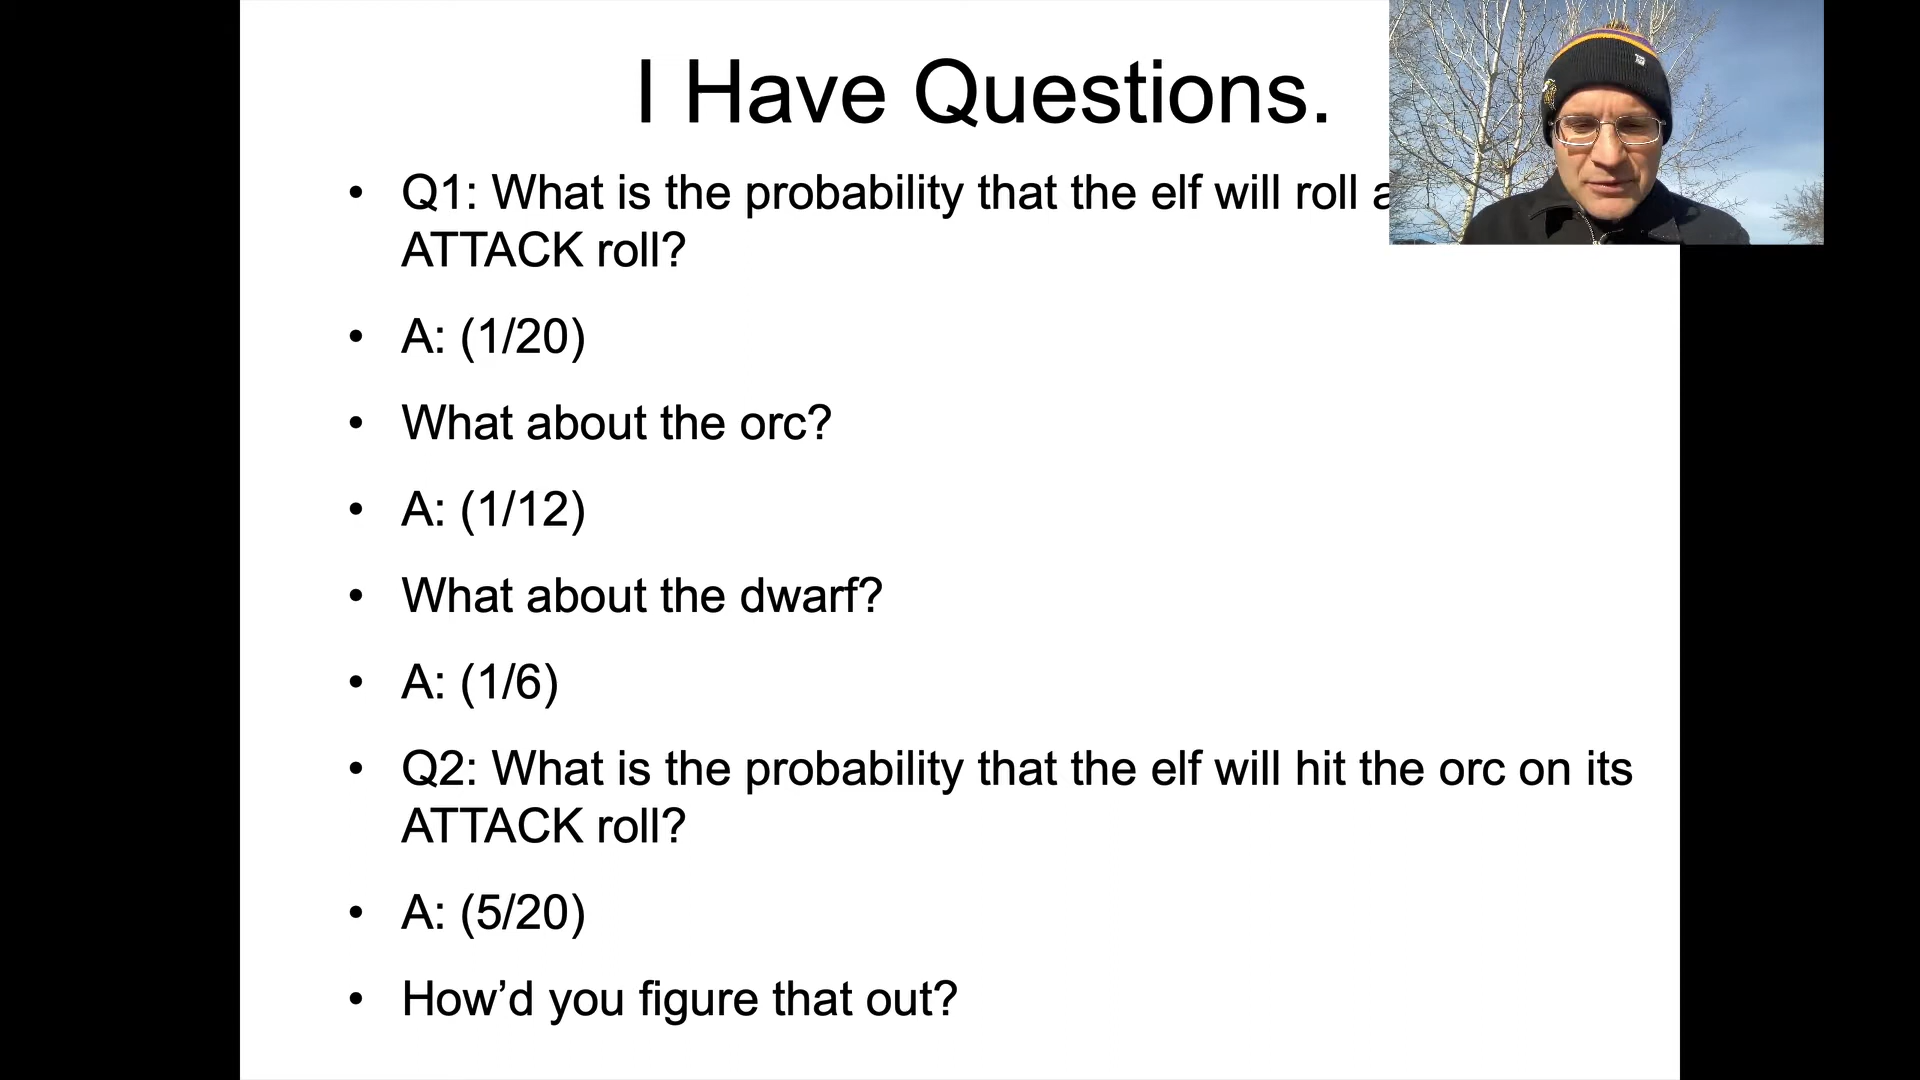 I Have Questions.
• Q1: What is the probability that the elf will roll
ATTACK roll?
• A: (1/20)
• What about the orc?
• A: (1/12)
• What about the dwarf?
• A: (1/6)
• Q2: What is the probability that the elf will hit the orc on its
ATTACK roll?
• A: (5/20)
• How’d you figure that out?